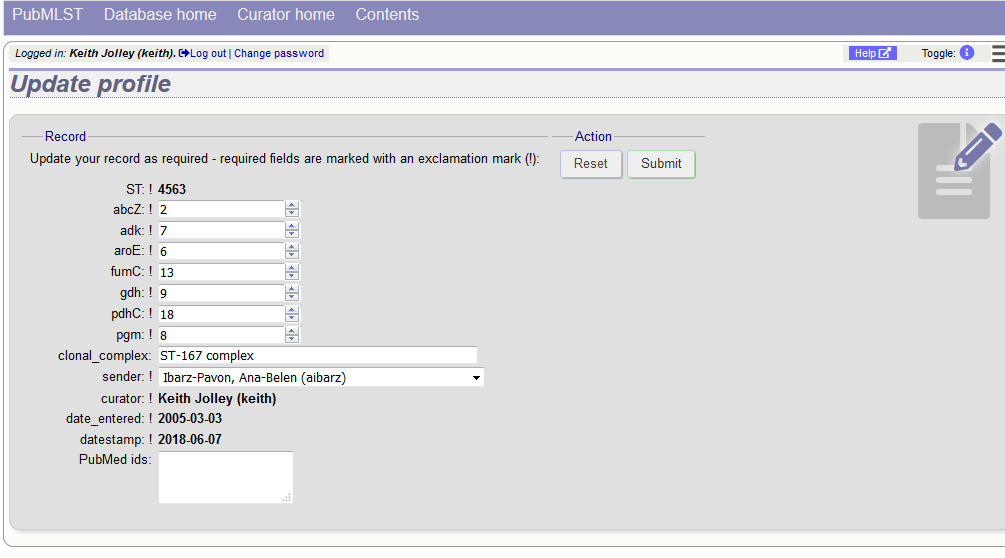 PubMLST Database home Curator home Contents
Logged in: Keith Jolley (keith). Log out | Change password Help Toggle: i
Update profile
Record Action
Update your record as required - required fields are marked with an exclamation mark (!): Reset Submit
ST: ! 4563
abcZ: ! 2
adk: ! 7
aroE: ! 6
fumC: ! 13
gdh: ! 9
pdhC: ! 18
pgm: ! 8
clonal_complex: ST-167 complex
sender: ! Ibarz-Pavon, Ana-Belen (aibarz)
curator: ! Keith Jolley (keith)
date_entered: ! 2005-03-03
datestamp: ! 2018-06-07
PubMed ids: